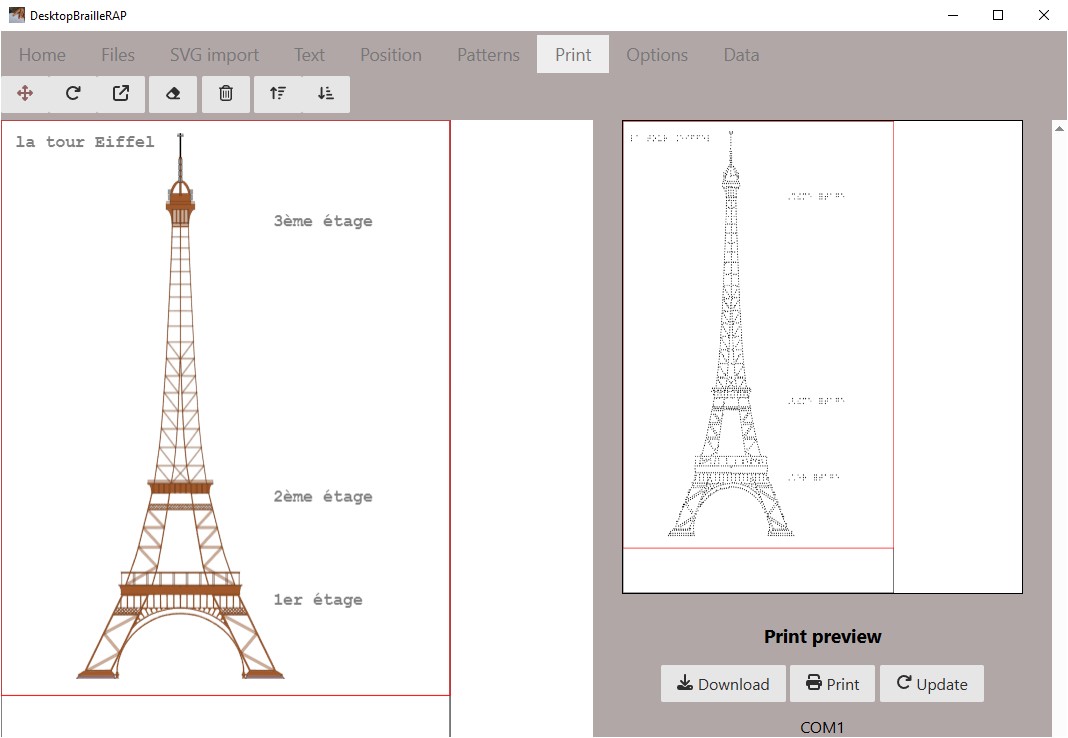 DesktopBrailleRAP
Home Files SVG import Text Position Patterns Print Options Data
la tour Eiffel
3ème étage
2ème étage
1er étage
Print preview
Download Print Update
COM1